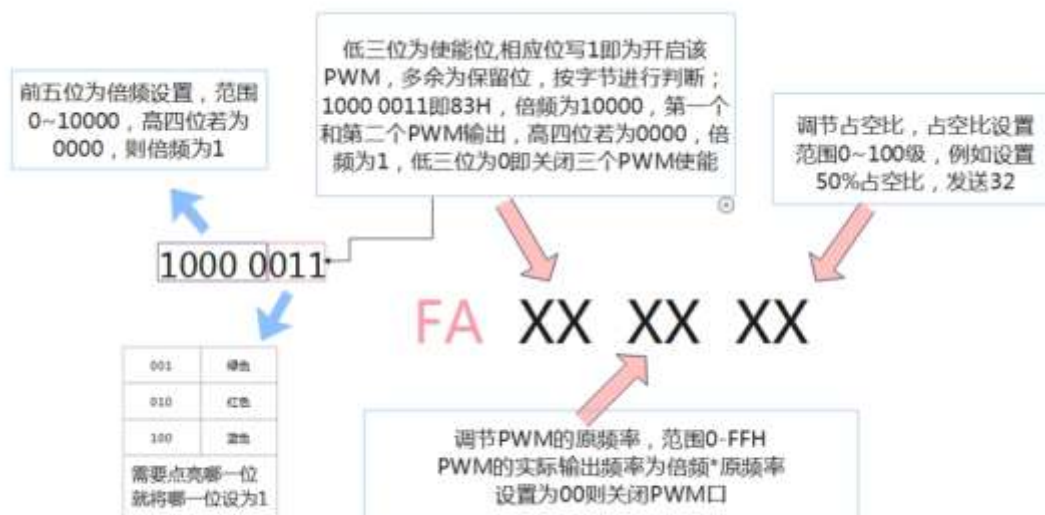 前五位为倍频设置，范围
0~10000，高四位若为
0000，则倍频为1
低三位为使能位,相应位写1即为开启该
PWM，多余为保留位，按字节进行判断；
1000 0011即83H，倍频为10000，第一个
和第二个PWM输出，高四位若为0000，倍
频为1，低三位为0即关闭三个PWM使能
调节占空比，占空比设置
范围0~100级，例如设置
50%占空比，发送32
1000 0011
FA XX XX XX
001 绿色
010 红色
100 蓝色
需要点亮哪一位
就将哪一位设为1
调节PWM的原频率，范围0-FFH
PWM的实际输出频率为倍频*原频率
设置为00则关闭PWM口